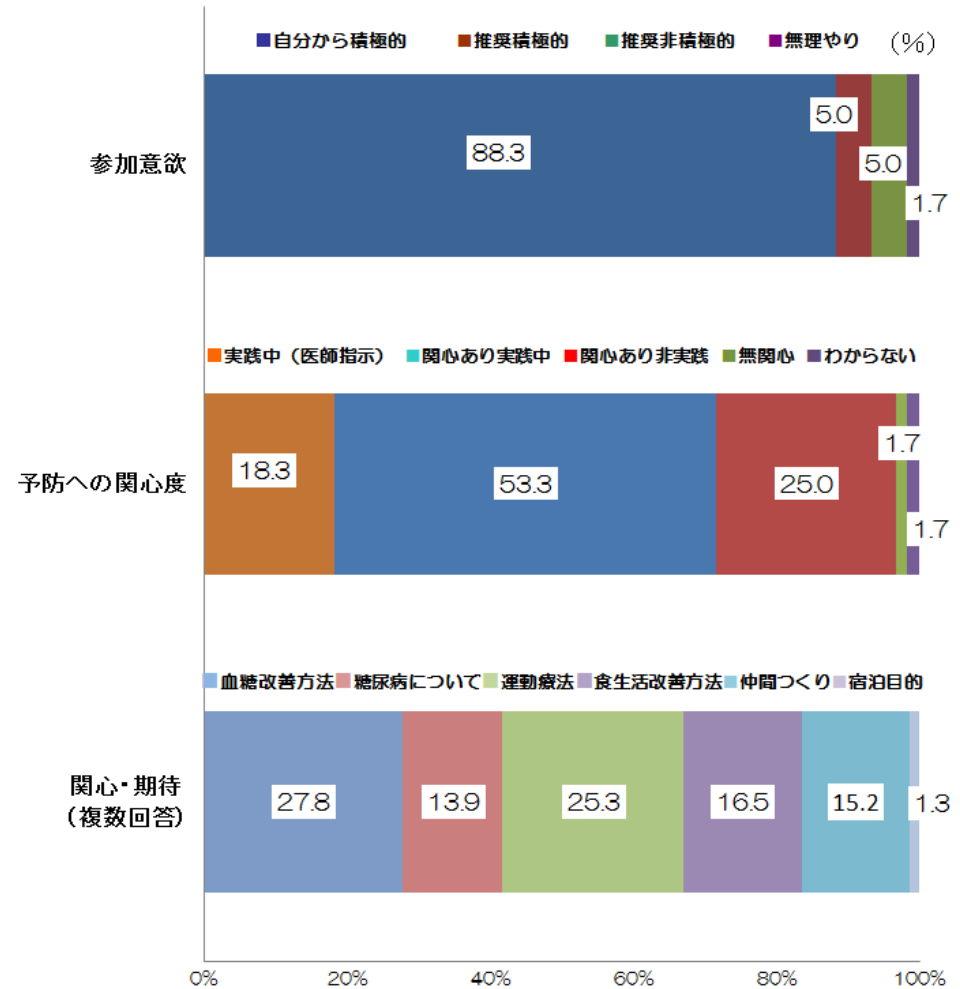 ■自分から積極的 ■推奨積極的 ■推奨非積極的 ■無理やり (%)
参加意欲
88.3
5.0
5.0
1.7
■実践中（医師指示） ■関心あり実践中 ■関心あり非実践 ■無関心 ■わからない
予防への関心度
18.3
53.3
25.0
1.7
1.7
■血糖改善方法 ■糖尿病について ■運動療法 ■食生活改善方法 ■仲間つくり ■宿泊目的
関心・期待
（複数回答）
27.8
13.9
25.3
16.5
15.2
1.3
0% 20% 40% 60% 80% 100%